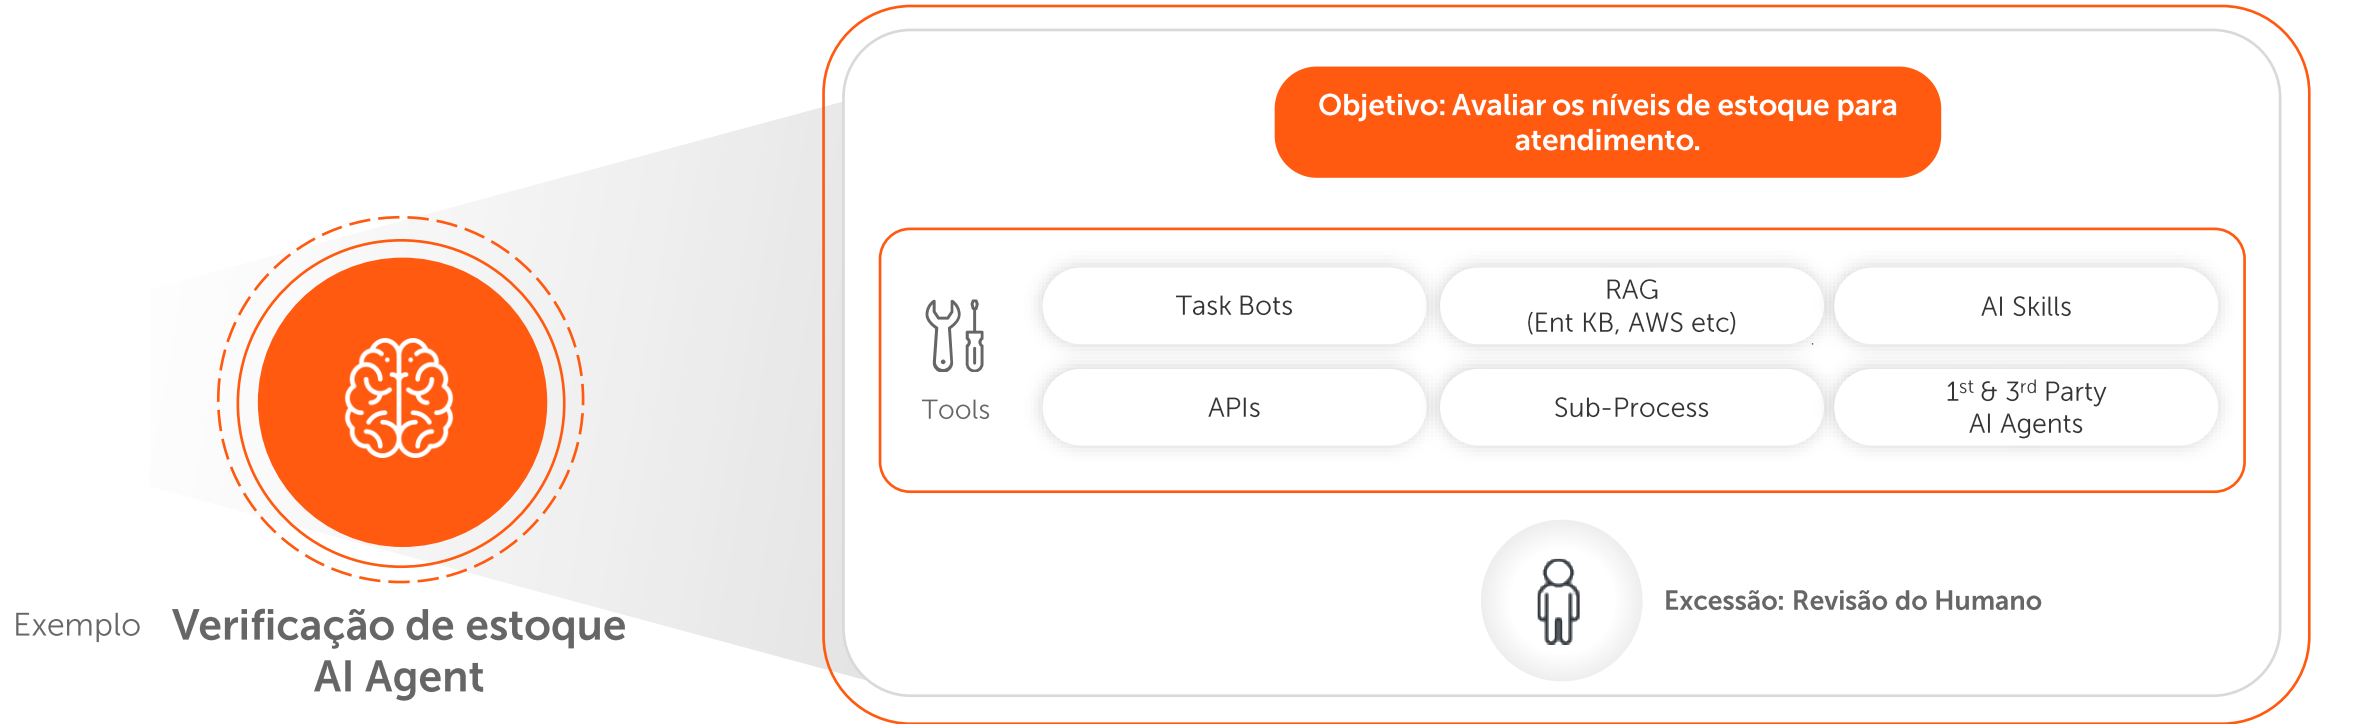 Objetivo: Avaliar os níveis de estoque para
atendimento.
Task Bots
RAG
(Ent KB, AWS etc)
AI Skills
Tools
APIs
Sub-Process
1st & 3rd Party
AI Agents
Excessão: Revisão do Humano
Exemplo
Verificação de estoque
AI Agent